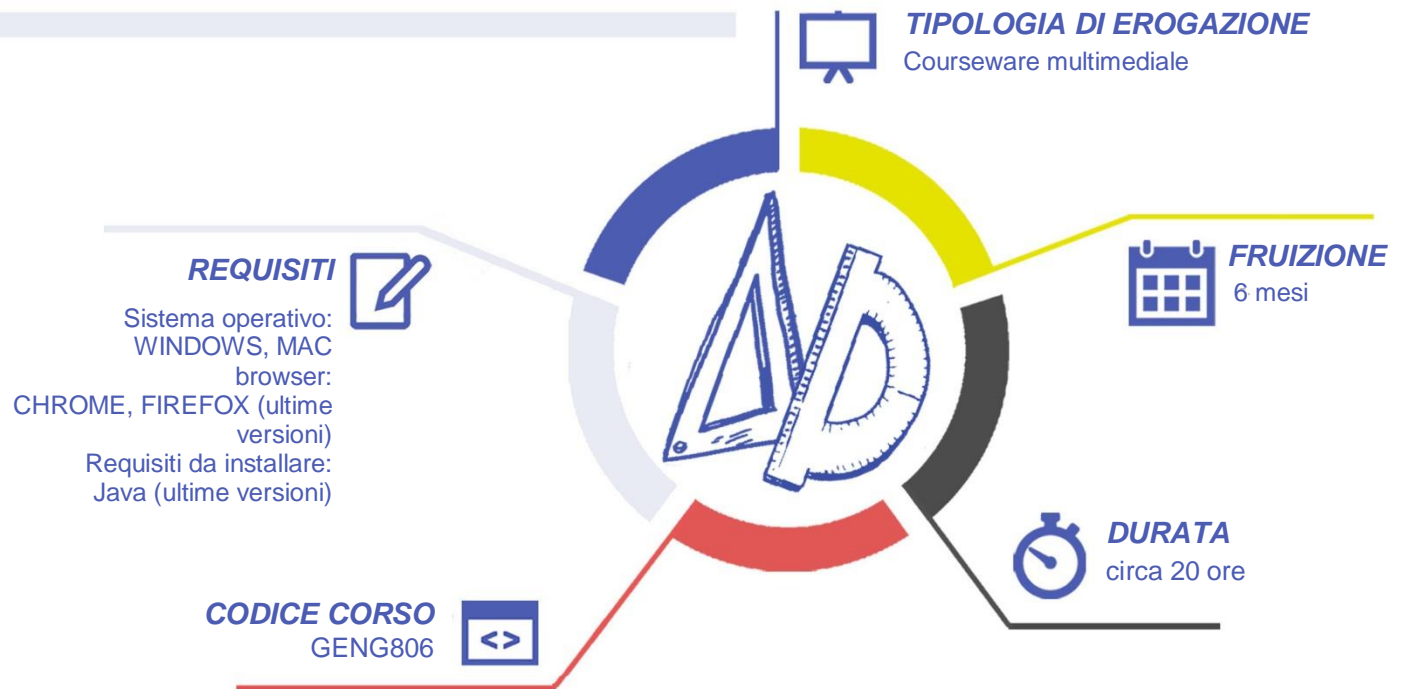 TIPOLOGIA DI EROGAZIONE
Courseware multimediale
REQUISITI
Sistema operativo:
WINDOWS, MAC
browser:
CHROME, FIREFOX (ultime
versioni)
Requisiti da installare:
Java (ultime versioni)
FRUIZIONE
6 mesi
DURATA
circa 20 ore
CODICE CORSO
GENG806
<>